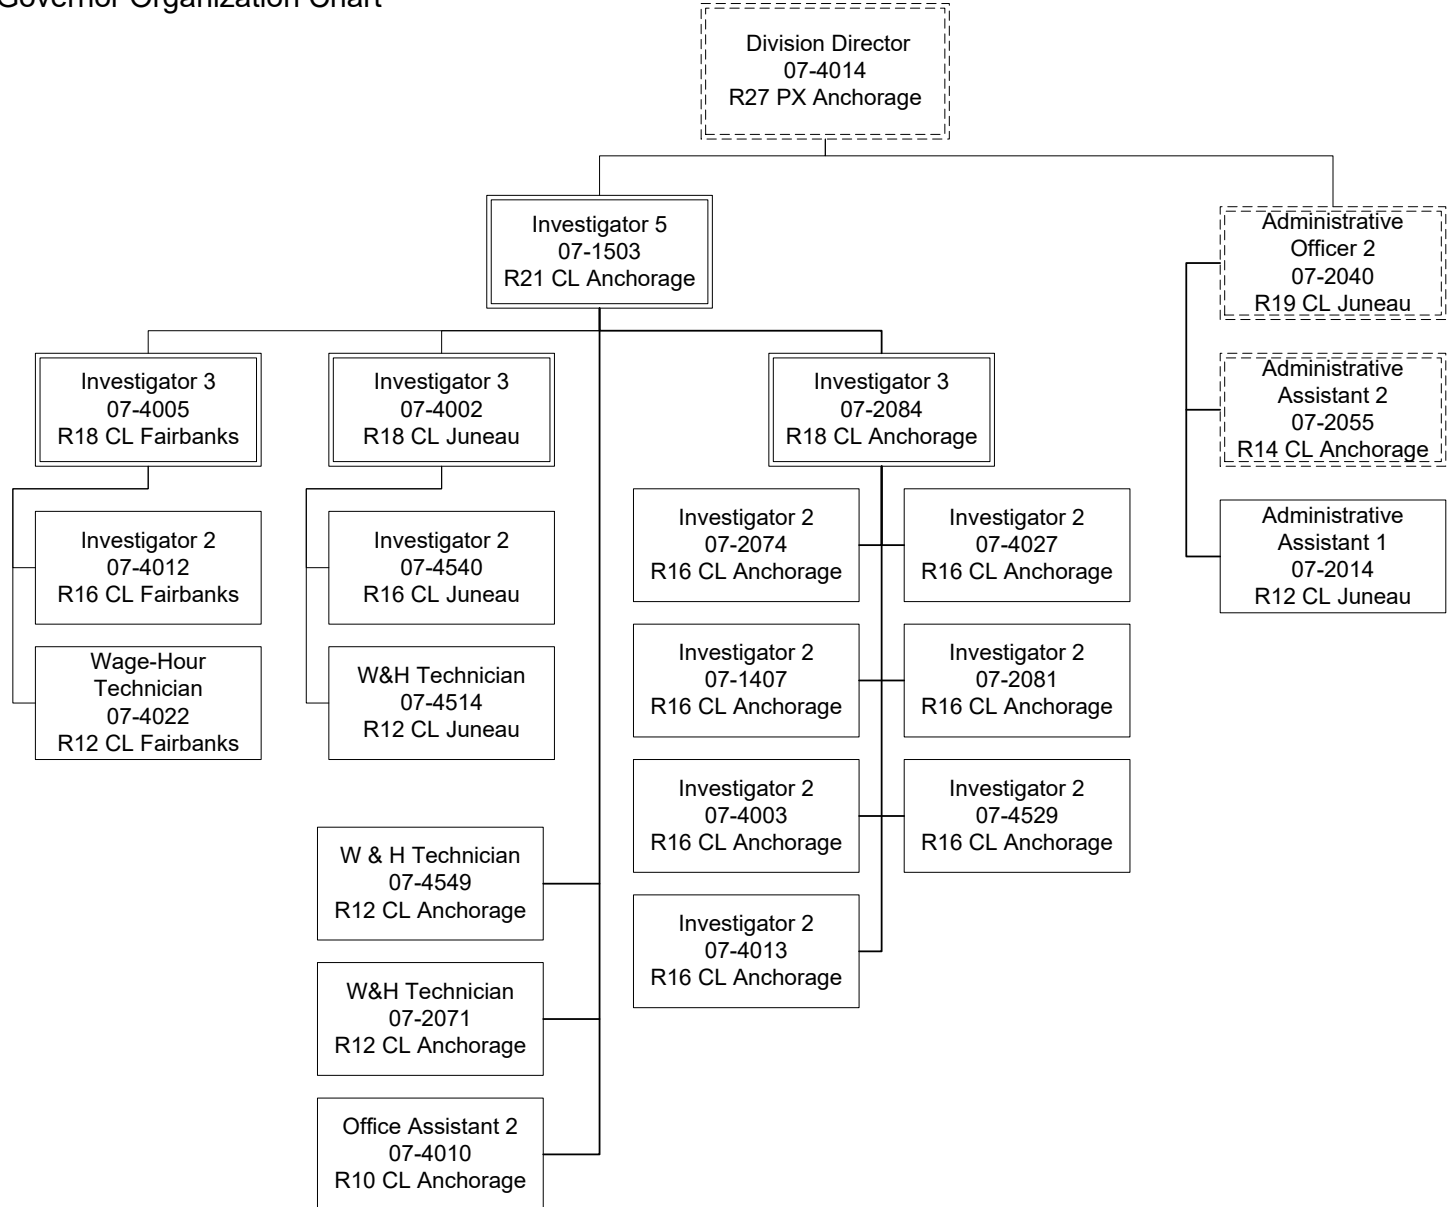 Governor Organization Chart
Division Director
07-4014
R27 PX Anchorage
Investigator 5
07-1503
R21 CL Anchorage
Administrative
Officer 2
07-2040
R19 CL Juneau
Investigator 3
07-4005
R18 CL Fairbanks
Investigator 3
07-4002
R18 CL Juneau
Investigator 3
07-2084
R18 CL Anchorage
Administrative
Assistant 2
07-2055
R14 CL Anchorage
Investigator 2
07-4012
R16 CL Fairbanks
Investigator 2
07-4540
R16 CL Juneau
Investigator 2
07-2074
R16 CL Anchorage
Investigator 2
07-4027
R16 CL Anchorage
Administrative
Assistant 1
07-2014
R12 CL Juneau
Wage-Hour
Technician
07-4022
R12 CL Fairbanks
W&H Technician
07-4514
R12 CL Juneau
Investigator 2
07-1407
R16 CL Anchorage
Investigator 2
07-2081
R16 CL Anchorage
Investigator 2
07-4003
R16 CL Anchorage
Investigator 2
07-4529
R16 CL Anchorage
W & H Technician
07-4549
R12 CL Anchorage
Investigator 2
07-4013
R16 CL Anchorage
W&H Technician
07-2071
R12 CL Anchorage
Office Assistant 2
07-4010
R10 CL Anchorage